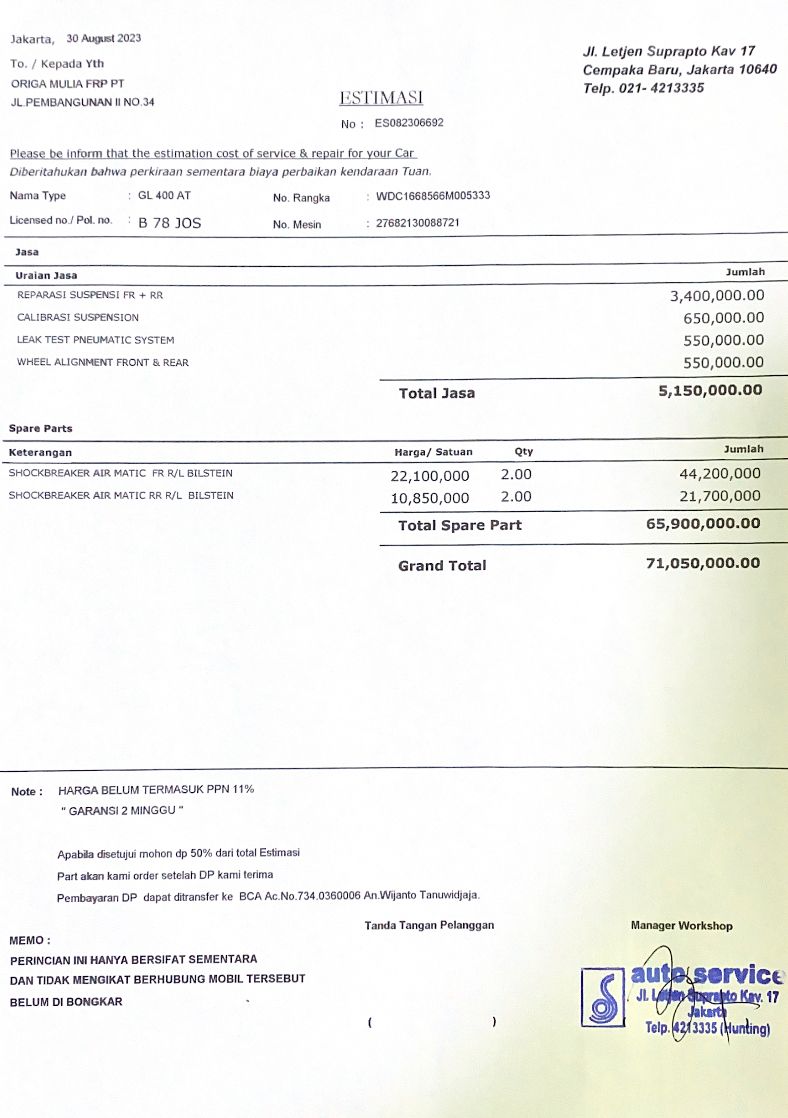 Jakarta, 30 August 2023
To. / Kepada Yth
ORIGA MULIA FRP PT
JL.PEMBANGUNAN II NO.34
Jl. Letjen Suprapto Kav 17
Cempaka Baru, Jakarta 10640
Telp. 021- 4213335
ESTIMASI
No : ES082306692
Please be inform that the estimation cost of service & repair for your Car
Diberitahukan bahwa perkiraan sementara biaya perbaikan kendaraan Tuan.
Nama Type : GL 400 AT No. Rangka : WDC1668566M005333
Licensed no./ Pol. no. : B 78 JOS No. Mesin : 27682130088721
Jasa
Uraian Jasa Jumlah
REPARASI SUSPENSI FR + RR 3,400,000.00
CALIBRASI SUSPENSION 650,000.00
LEAK TEST PNEUMATIC SYSTEM 550,000.00
WHEEL ALIGNMENT FRONT & REAR 550,000.00
Total Jasa 5,150,000.00
Spare Parts
Keterangan Harga/ Satuan Qty Jumlah
SHOCKBREAKER AIR MATIC FR R/L BILSTEIN 22,100,000 2.00 44,200,000
SHOCKBREAKER AIR MATIC RR R/L BILSTEIN 10,850,000 2.00 21,700,000
Total Spare Part 65,900,000.00
Grand Total 71,050,000.00
Note : HARGA BELUM TERMASUK PPN 11%
" GARANSI 2 MINGGU "
Apabila disetujui mohon dp 50% dari total Estimasi
Part akan kami order setelah DP kami terima
Pembayaran DP dapat ditransfer ke BCA Ac.No.734.0360006 An.Wijanto Tanuwidjaja.
Tanda Tangan Pelanggan Manager Workshop
MEMO :
PERINCIAN INI HANYA BERSIFAT SEMENTARA
DAN TIDAK MENGIKAT BERHUBUNG MOBIL TERSEBUT
BELUM DI BONGKAR
( )
auto service
Jl. Letjen Suprapto Kav. 17
Jakarta
Telp. 4213335 (Hunting)